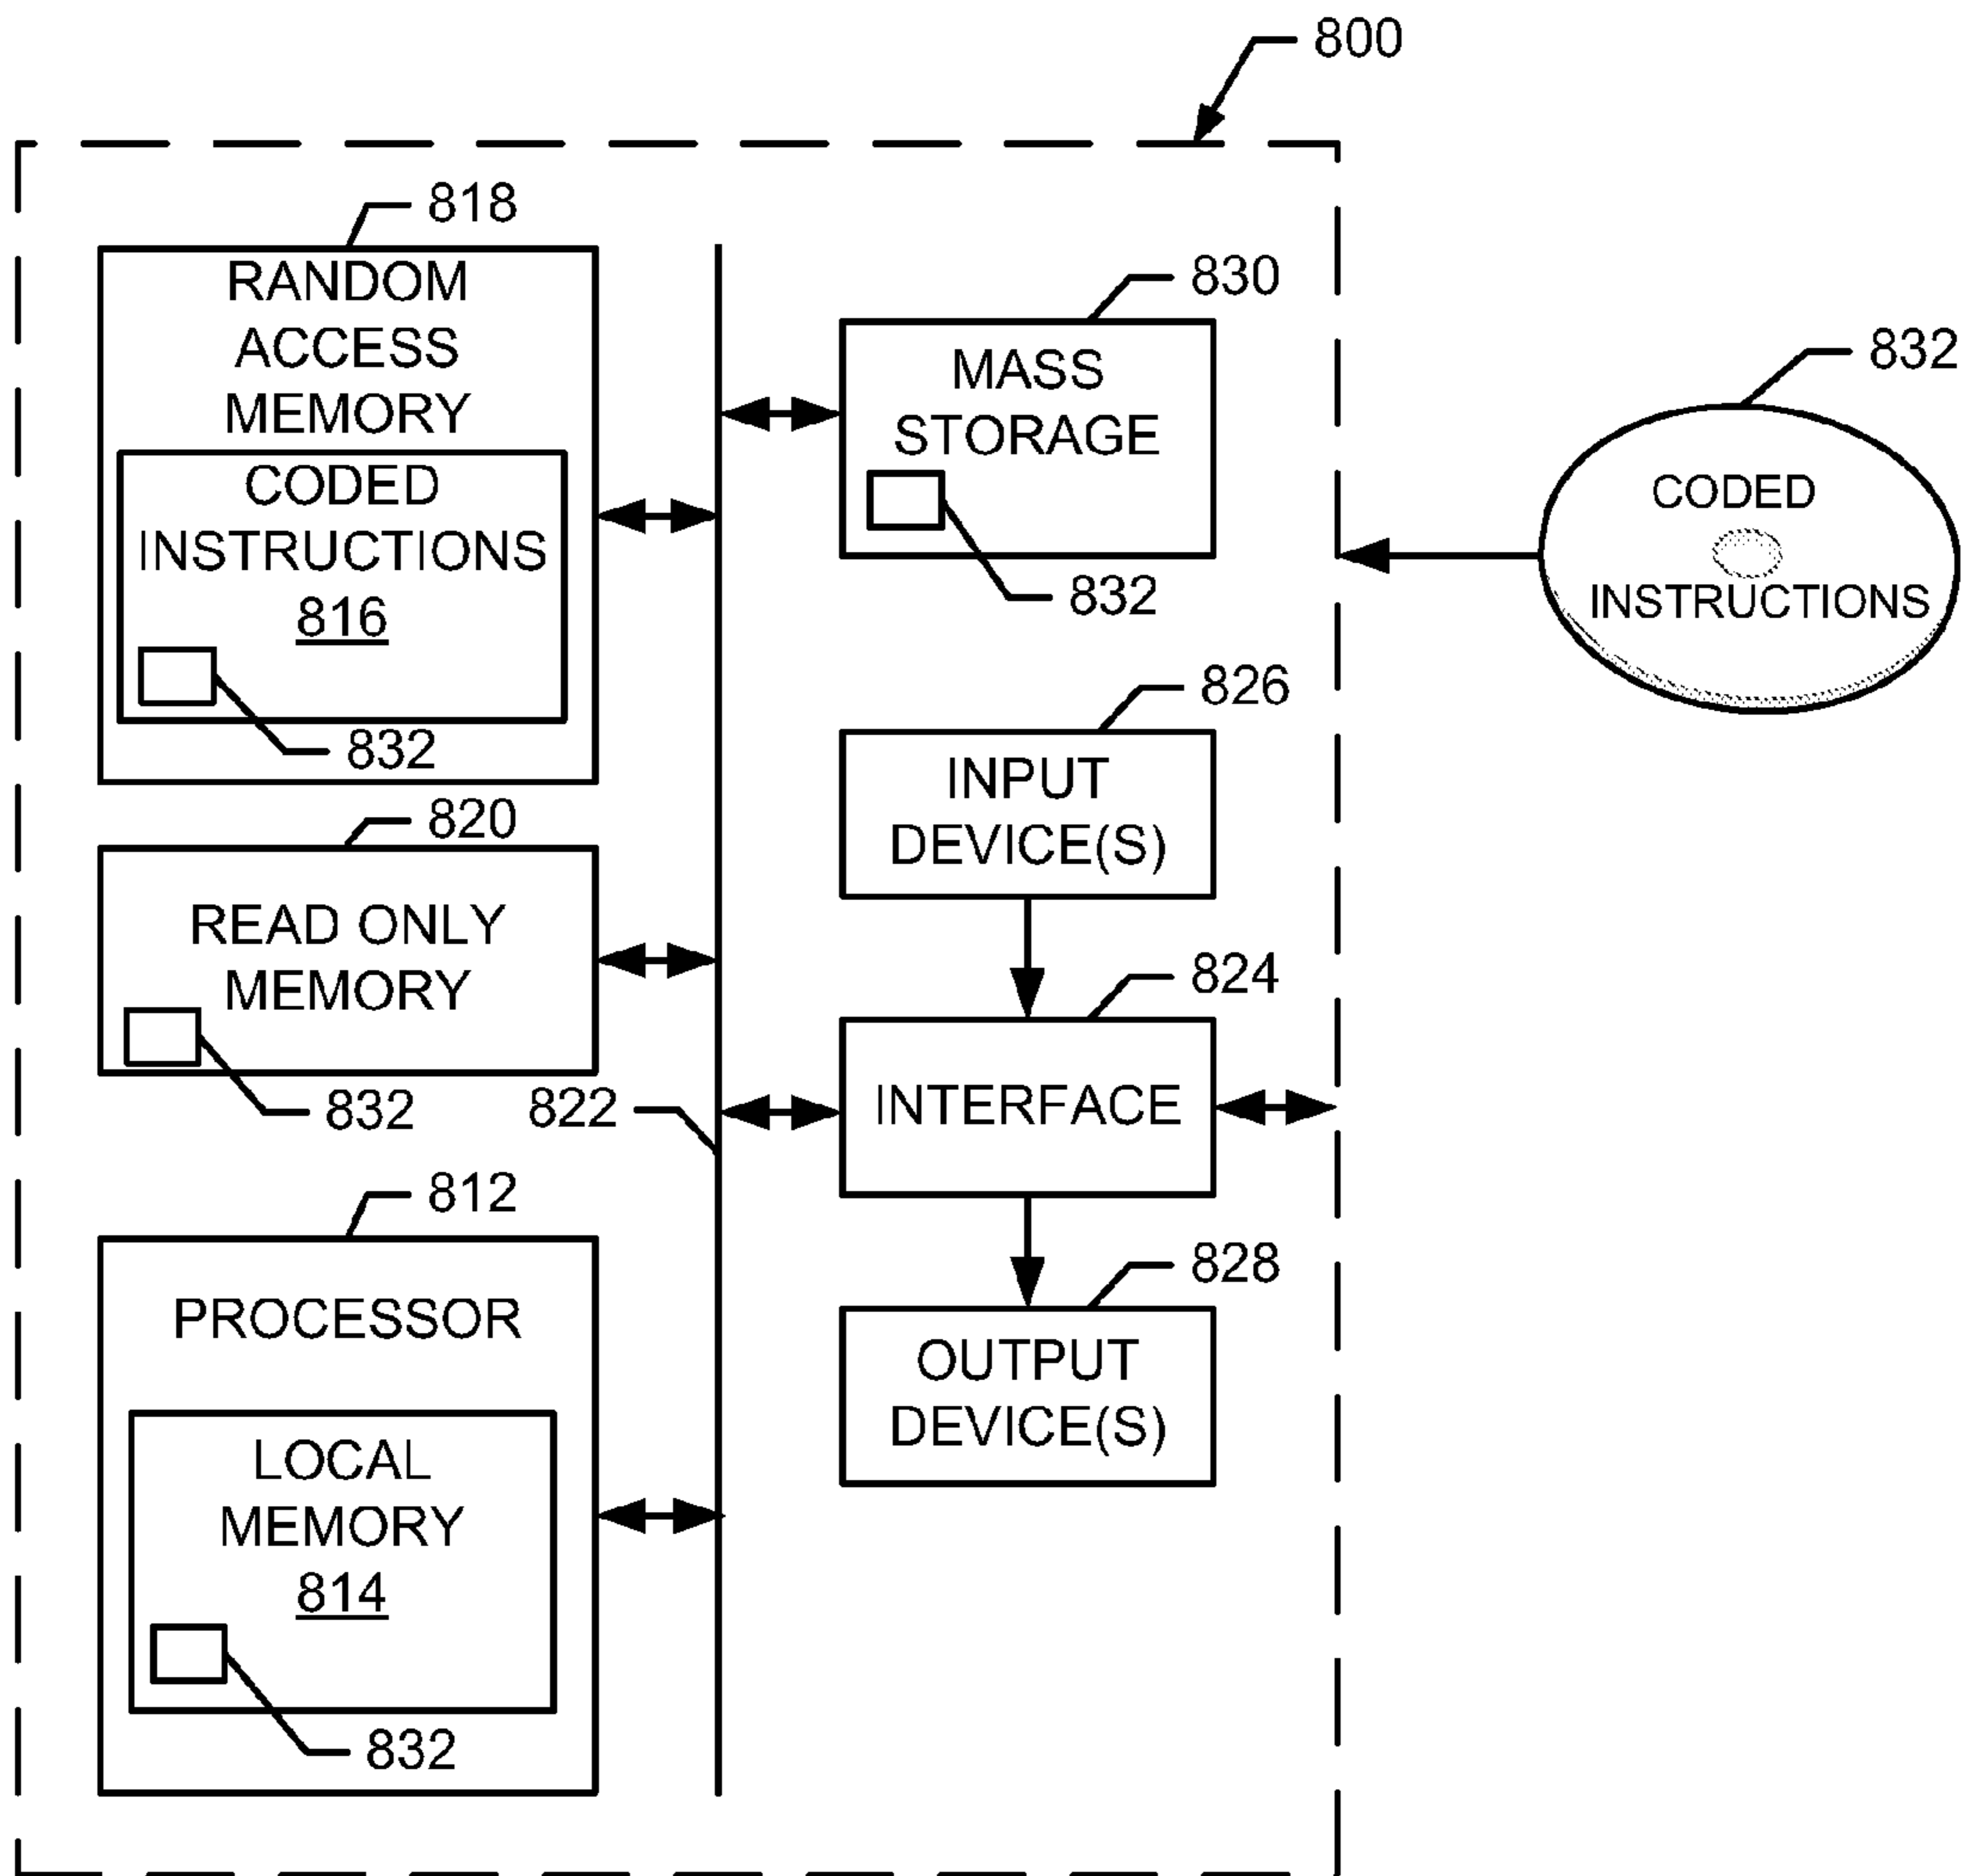 800
818
RANDOM
ACCESS
MEMORY
CODED
INSTRUCTIONS
816
832
830
MASS
STORAGE
832
832
CODED
INSTRUCTIONS
826
INPUT
DEVICE(S)
820
READ ONLY
MEMORY
832
822
824
INTERFACE
812
PROCESSOR
LOCAL
MEMORY
814
832
828
OUTPUT
DEVICE(S)